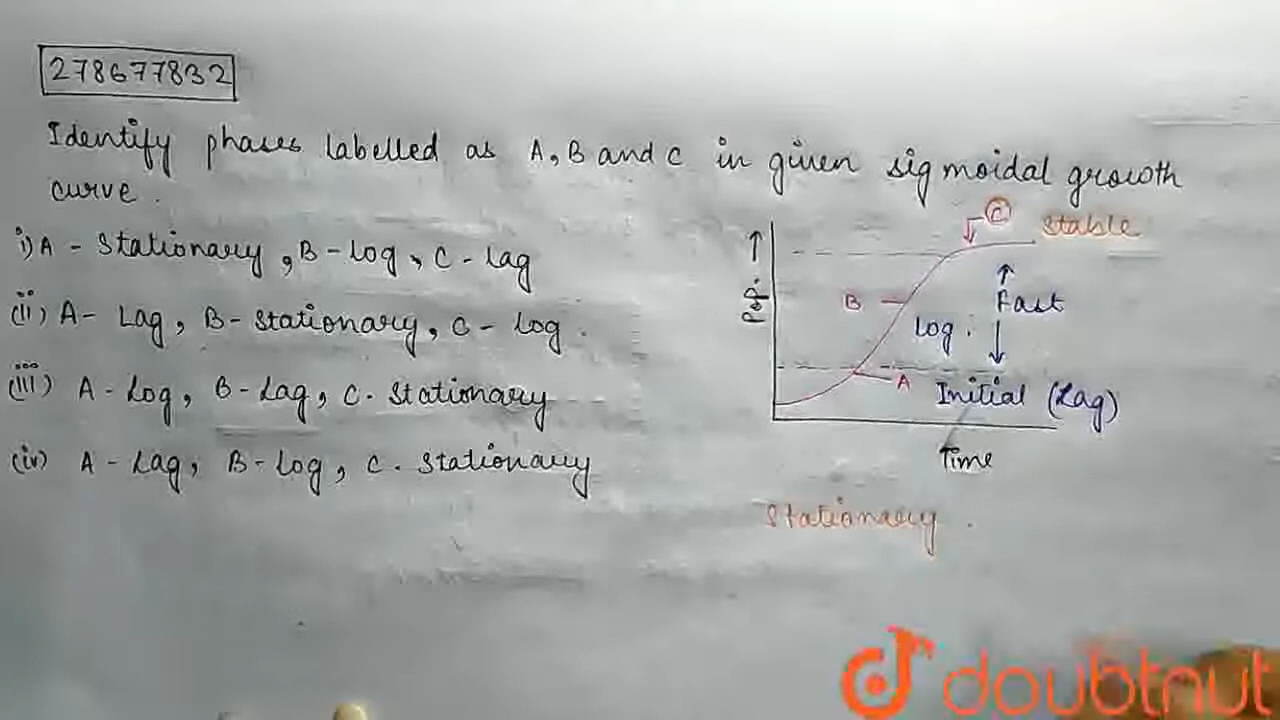 278677832
Identify phases labelled as A, B and C in given sigmoidal growth
curve.
i) A - Stationary, B - log, C - lag
(ii) A - Lag, B - Stationary, C - Log.
(iii) A - Log, B - Lag, C. Stationary
(iv) A - Lag, B - Log, C. Stationary
C
Stable
Pop.
B
Fast
log.
A
Initial (Lag)
Time
Stationary.
doubtnut